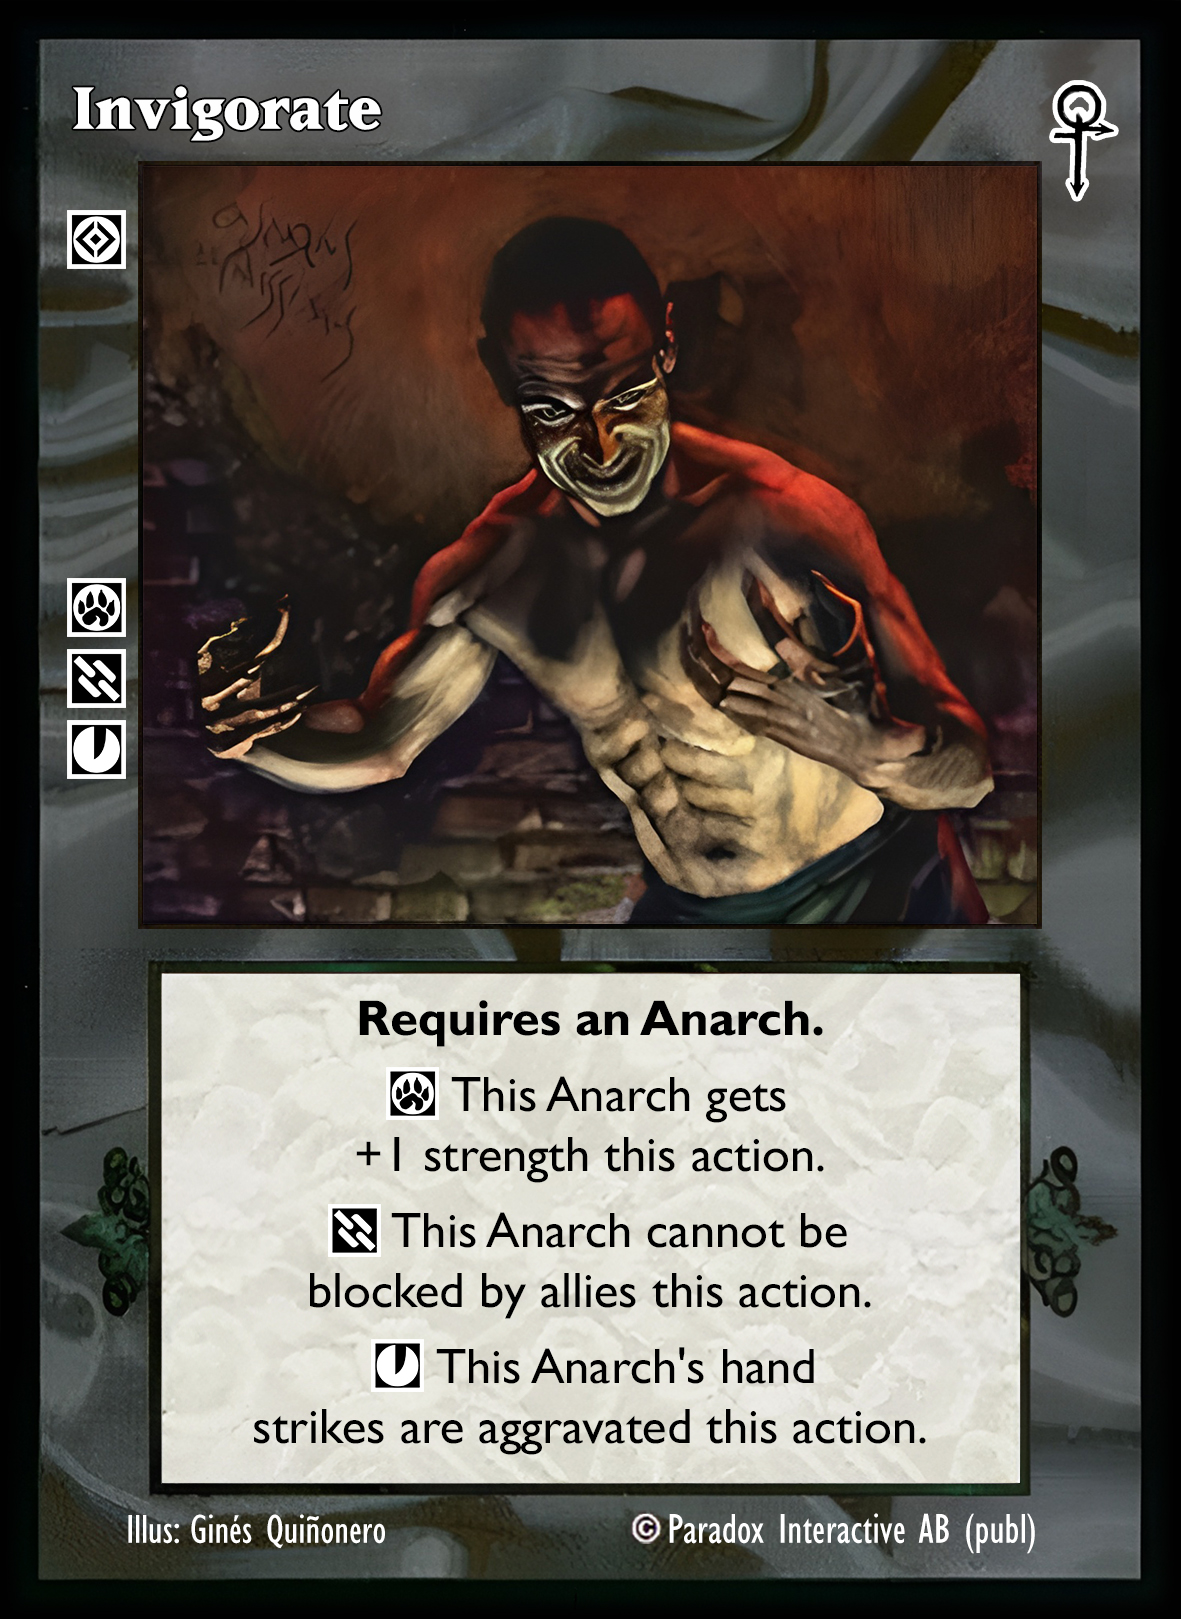 Invigorate
Requires an Anarch.
This Anarch gets
+1 strength this action.
This Anarch cannot be
blocked by allies this action.
This Anarch's hand
strikes are aggravated this action.
Illus: Ginés Quiñonero
© Paradox Interactive AB (publ)